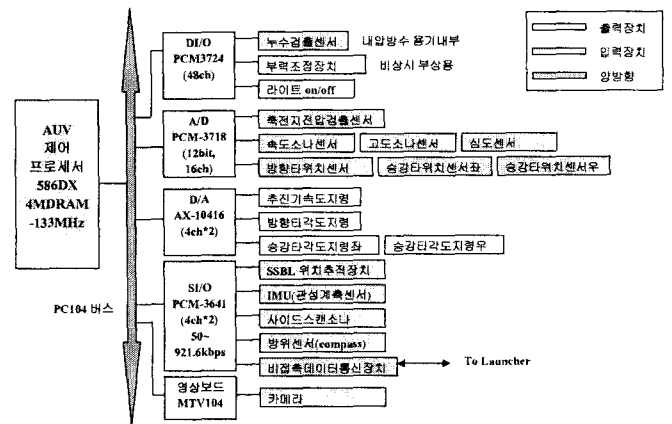 DI/O
PCM3724
(48ch)
누수검출센서 내압방수 용기내부
부력조정장치 비상시 부상용
라이트 on/off
출력장치
입력장치
양방향
AUV
제어
프로세서
586DX
4MDRAM
-133MHz
A/D
PCM-3718
(12bit,
16ch)
축전지전압검출센서
속도소나센서 고도소나센서 심도센서
방향타위치센서 승강타위치센서좌 승강타위치센서우
D/A
AX-10416
(4ch*2)
추진기속도지령
방향타각도지령
승강타각도지령좌 승강타각도지령우
PC104 버스
SI/O
PCM-3641
(4ch*2)
50~
921.6kbps
SSBL 위치추적장치
IMU(관성계측센서)
사이드스캔소나
방위센서(compass)
비접촉데이터통신장치
To Launcher
영상보드
MTV104
카메라